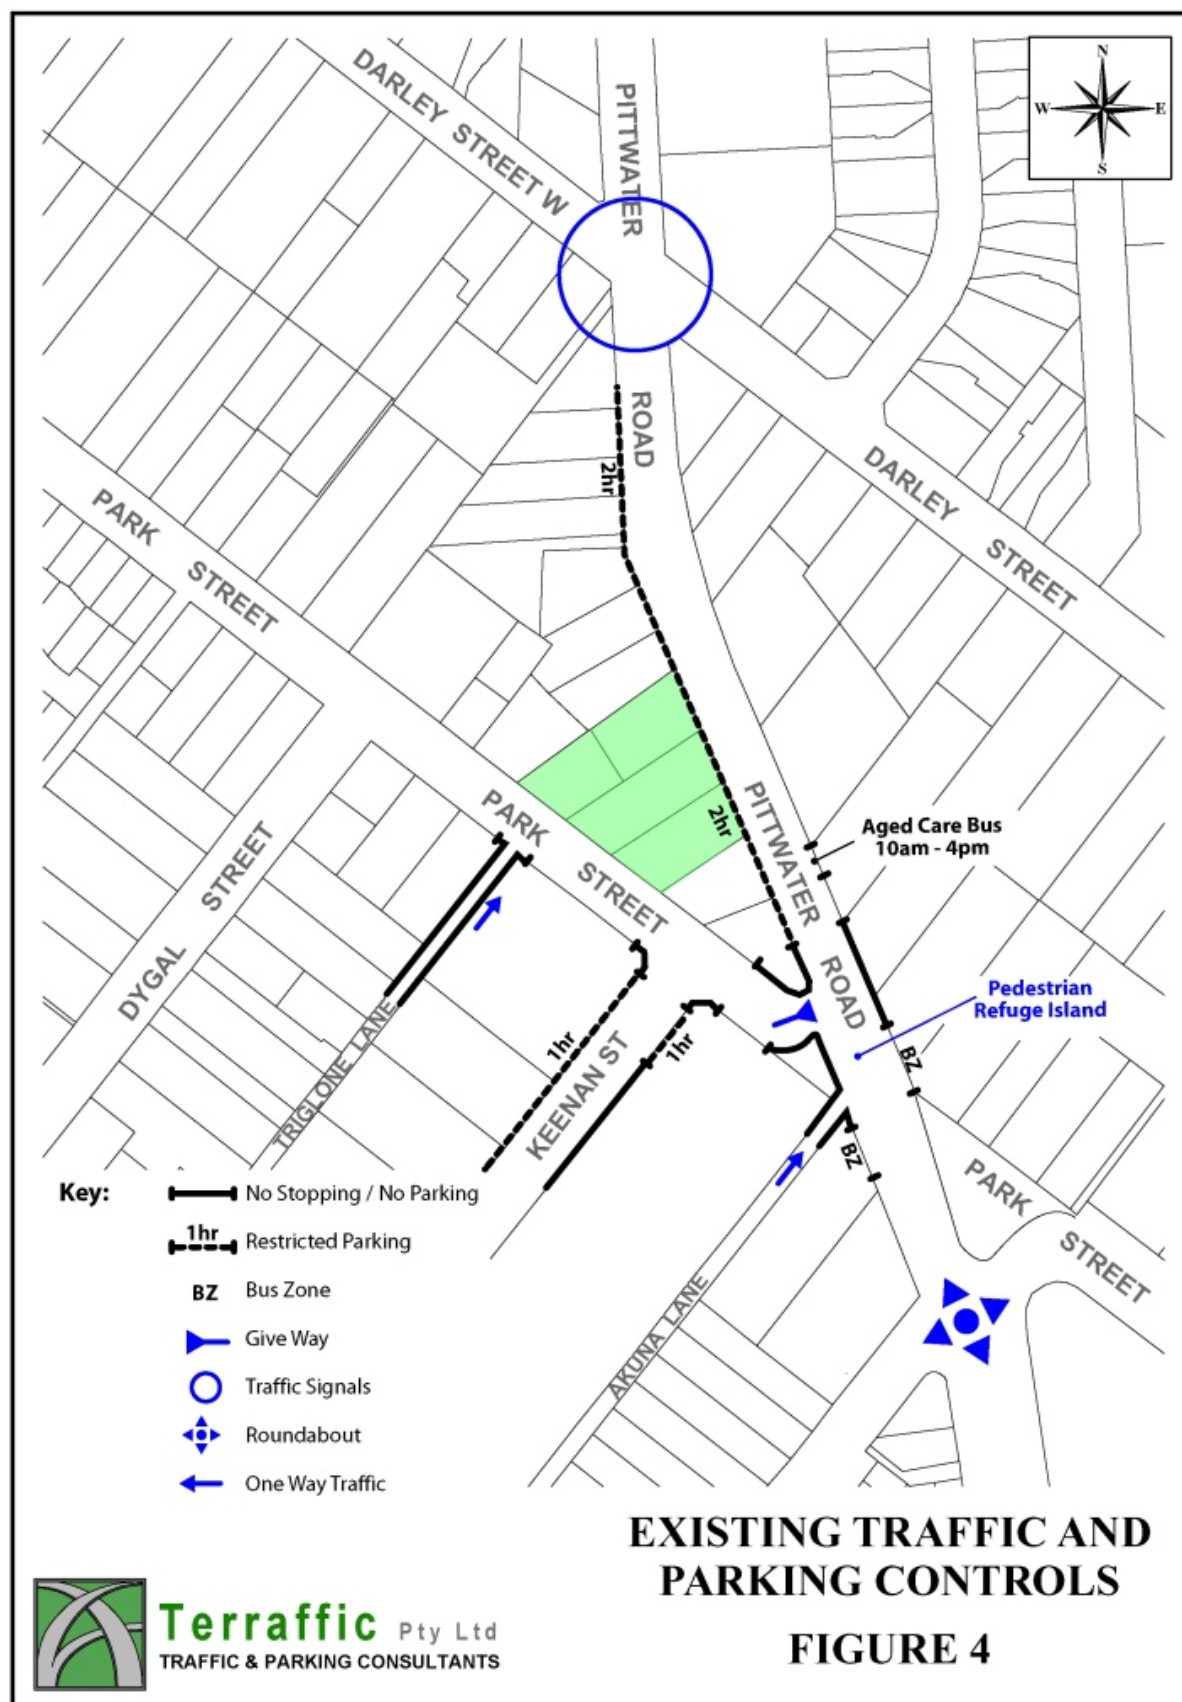 N
W
E
S
DARLEY STREET W
PITTWATER
ROAD
2hr
PARK
STREET
DARLEY
STREET
PARK
STREET
2hr
PITTWATER
ROAD
Aged Care Bus
10am - 4pm
DYGAL
STREET
Pedestrian
Refuge Island
TRIGLONE LANE
1hr
KEENAN ST
1hr
BZ
BZ
PARK
STREET
AKUNA LANE
Key:
No Stopping / No Parking
1hr
Restricted Parking
BZ
Bus Zone
Give Way
Traffic Signals
Roundabout
One Way Traffic
EXISTING TRAFFIC AND
PARKING CONTROLS
FIGURE 4
Terraffic Pty Ltd
TRAFFIC & PARKING CONSULTANTS